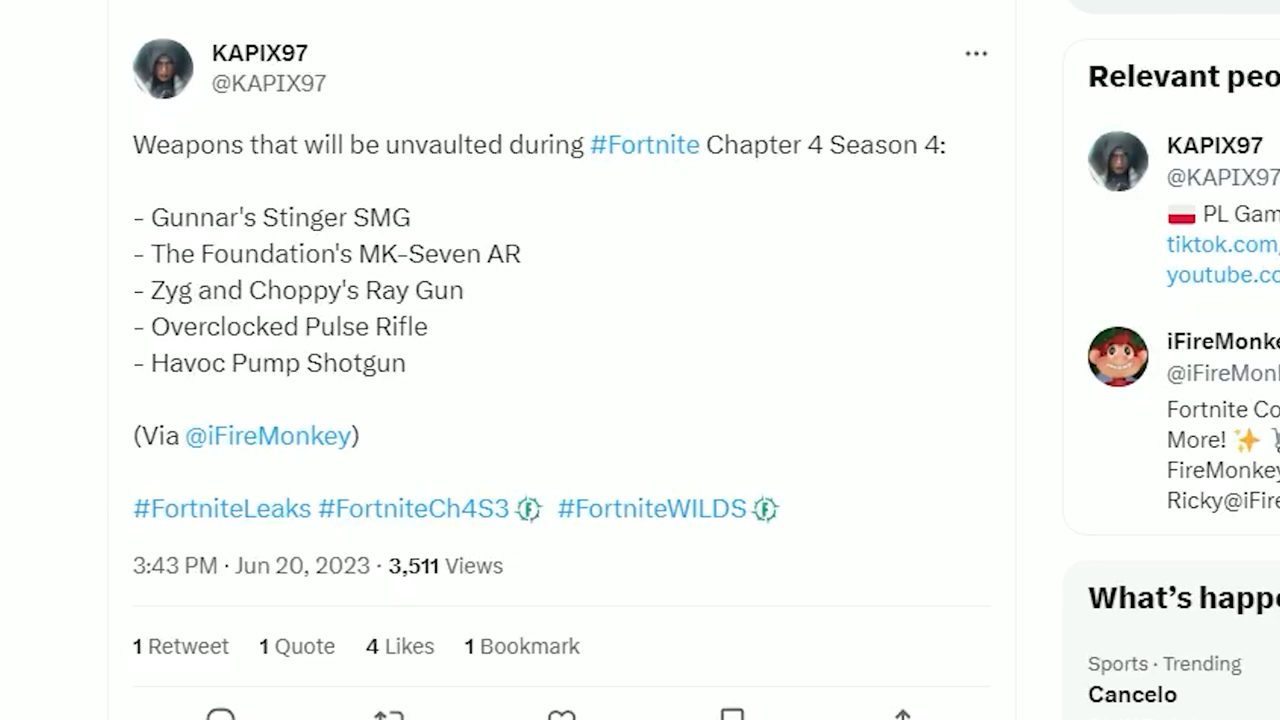 KAPIX97
@KAPIX97
Weapons that will be unvaulted during #Fortnite Chapter 4 Season 4:
- Gunnar's Stinger SMG
- The Foundation's MK-Seven AR
- Zyg and Choppy's Ray Gun
- Overclocked Pulse Rifle
- Havoc Pump Shotgun
(Via @iFireMonkey)
#FortniteLeaks #FortniteCh4S3 #FortniteWILDS
3:43 PM · Jun 20, 2023 · 3,511 Views
1 Retweet 1 Quote 4 Likes 1 Bookmark
Relevant peo
KAPIX97
@KAPIX97
PL Gam
tiktok.com
youtube.co
iFireMonke
@iFireMon
Fortnite Co
More!
FireMonkey
Ricky@iFire
What's happe
Sports · Trending
Cancelo